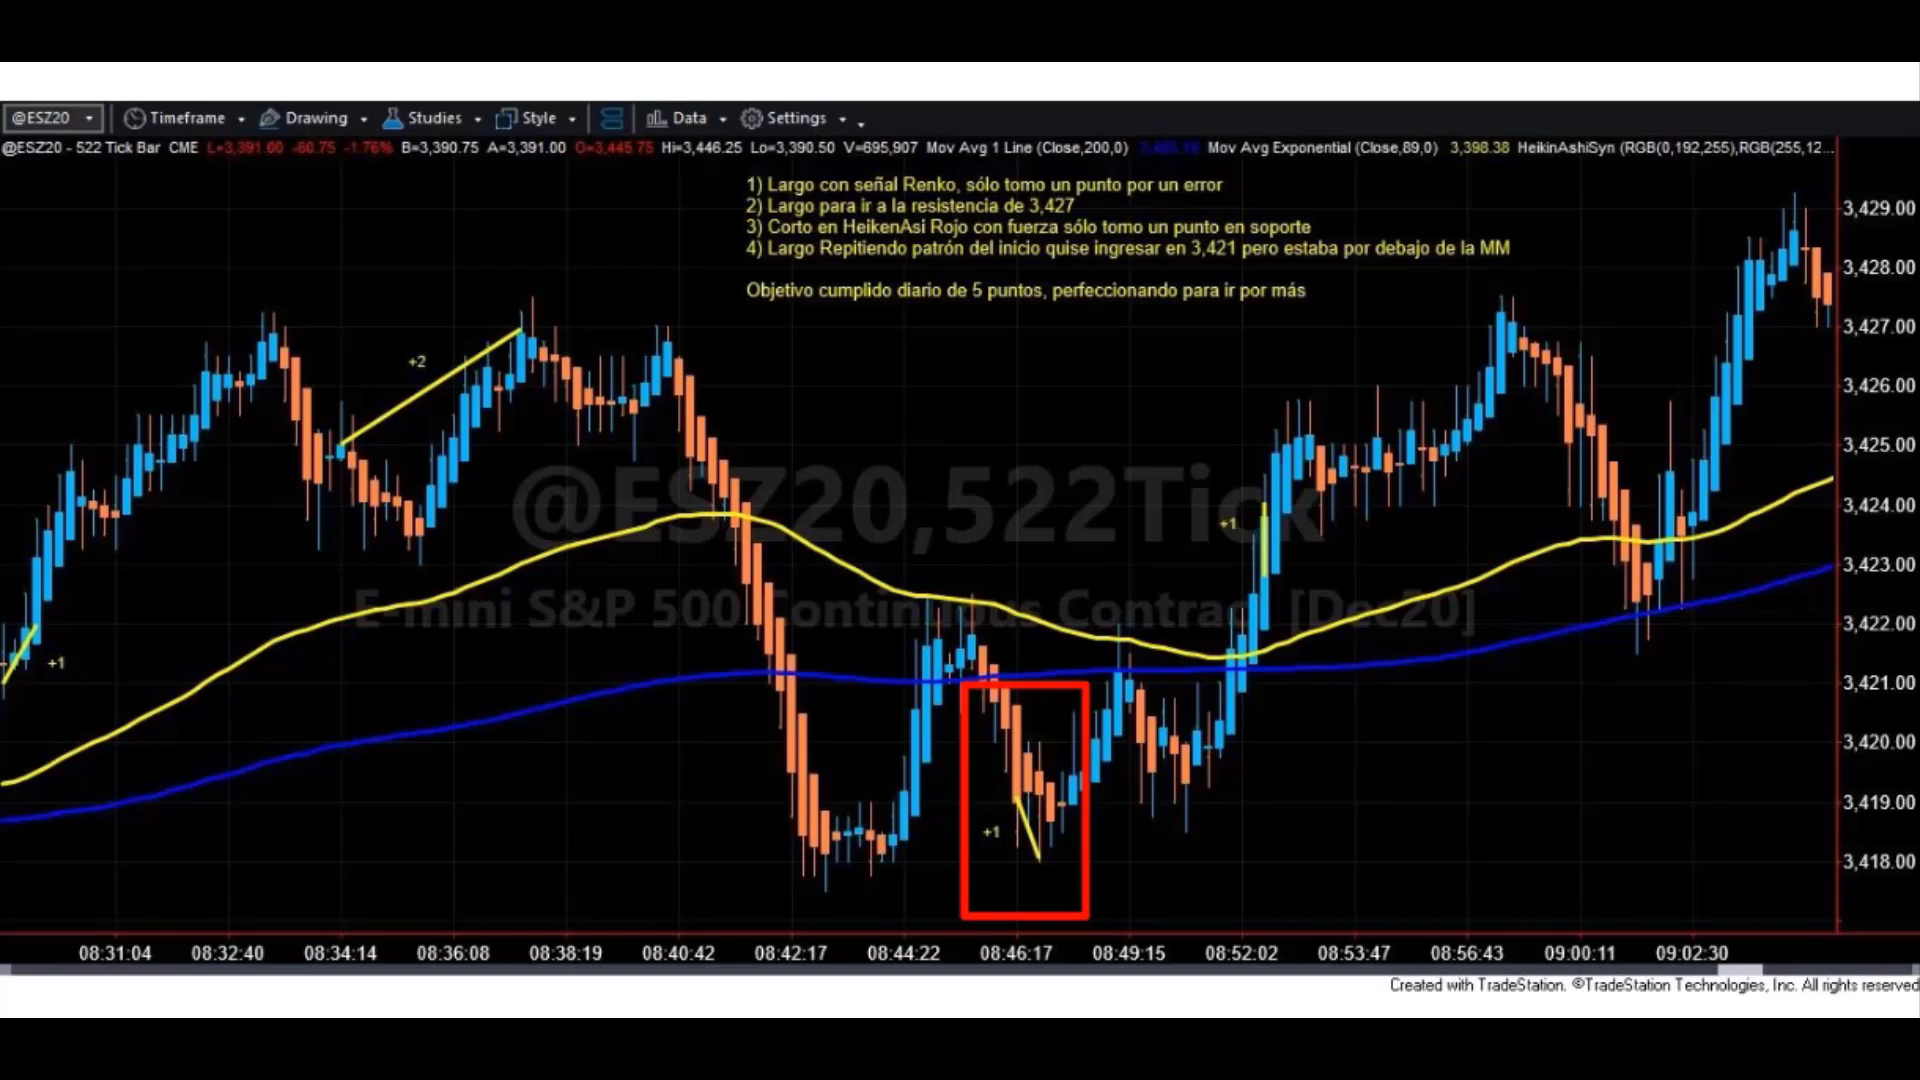 @ESZ20 Timeframe Drawing Studies Style Data Settings
@ESZ20 - 522 Tick Bar CME L=3,391.00 -60.75 -1.76% B=3,390.75 A=3,391.00 O=3,445.75 Hi=3,446.25 Lo=3,390.50 V=695,907 Mov Avg 1 Line (Close,200,0) Mov Avg Exponential (Close,89,0) 3,398.38 HeikinAshiSyn (RGB(0,192,255),RGB(255,12...
1) Largo con señal Renko, sólo tomo un punto por un error
2) Largo para ir a la resistencia de 3,427
3) Corto en HeikenAsi Rojo con fuerza sólo tomo un punto en soporte
4) Largo Repitiendo patrón del inicio quise ingresar en 3,421 pero estaba por debajo de la MM
Objetivo cumplido diario de 5 puntos, perfeccionando para ir por más
3,429.00
3,428.00
3,427.00
+2
3,426.00
3,425.00
@ESZ20,522Tick
3,424.00
+1
3,423.00
E-mini S&P 500 Continuous Contract [Dec20]
3,422.00
+1
3,421.00
3,420.00
3,419.00
+1
3,418.00
08:31:04 08:32:40 08:34:14 08:36:08 08:38:19 08:40:42 08:42:17 08:44:22 08:46:17 08:49:15 08:52:02 08:53:47 08:56:43 09:00:11 09:02:30
Created with TradeStation. ©TradeStation Technologies, Inc. All rights reserved